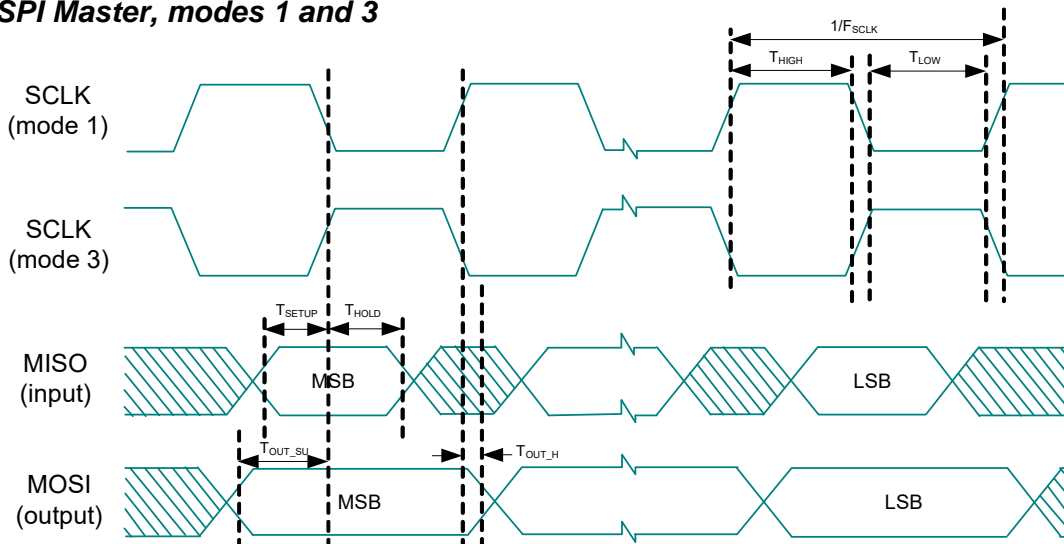 SPI Master, modes 1 and 3
1/FSCLK
THIGH
TLOW
SCLK
(mode 1)
SCLK
(mode 3)
TSETUP
THOLD
MISO
(input)
MSB
LSB
TOUT_SU
TOUT_H
MOSI
(output)
MSB
LSB